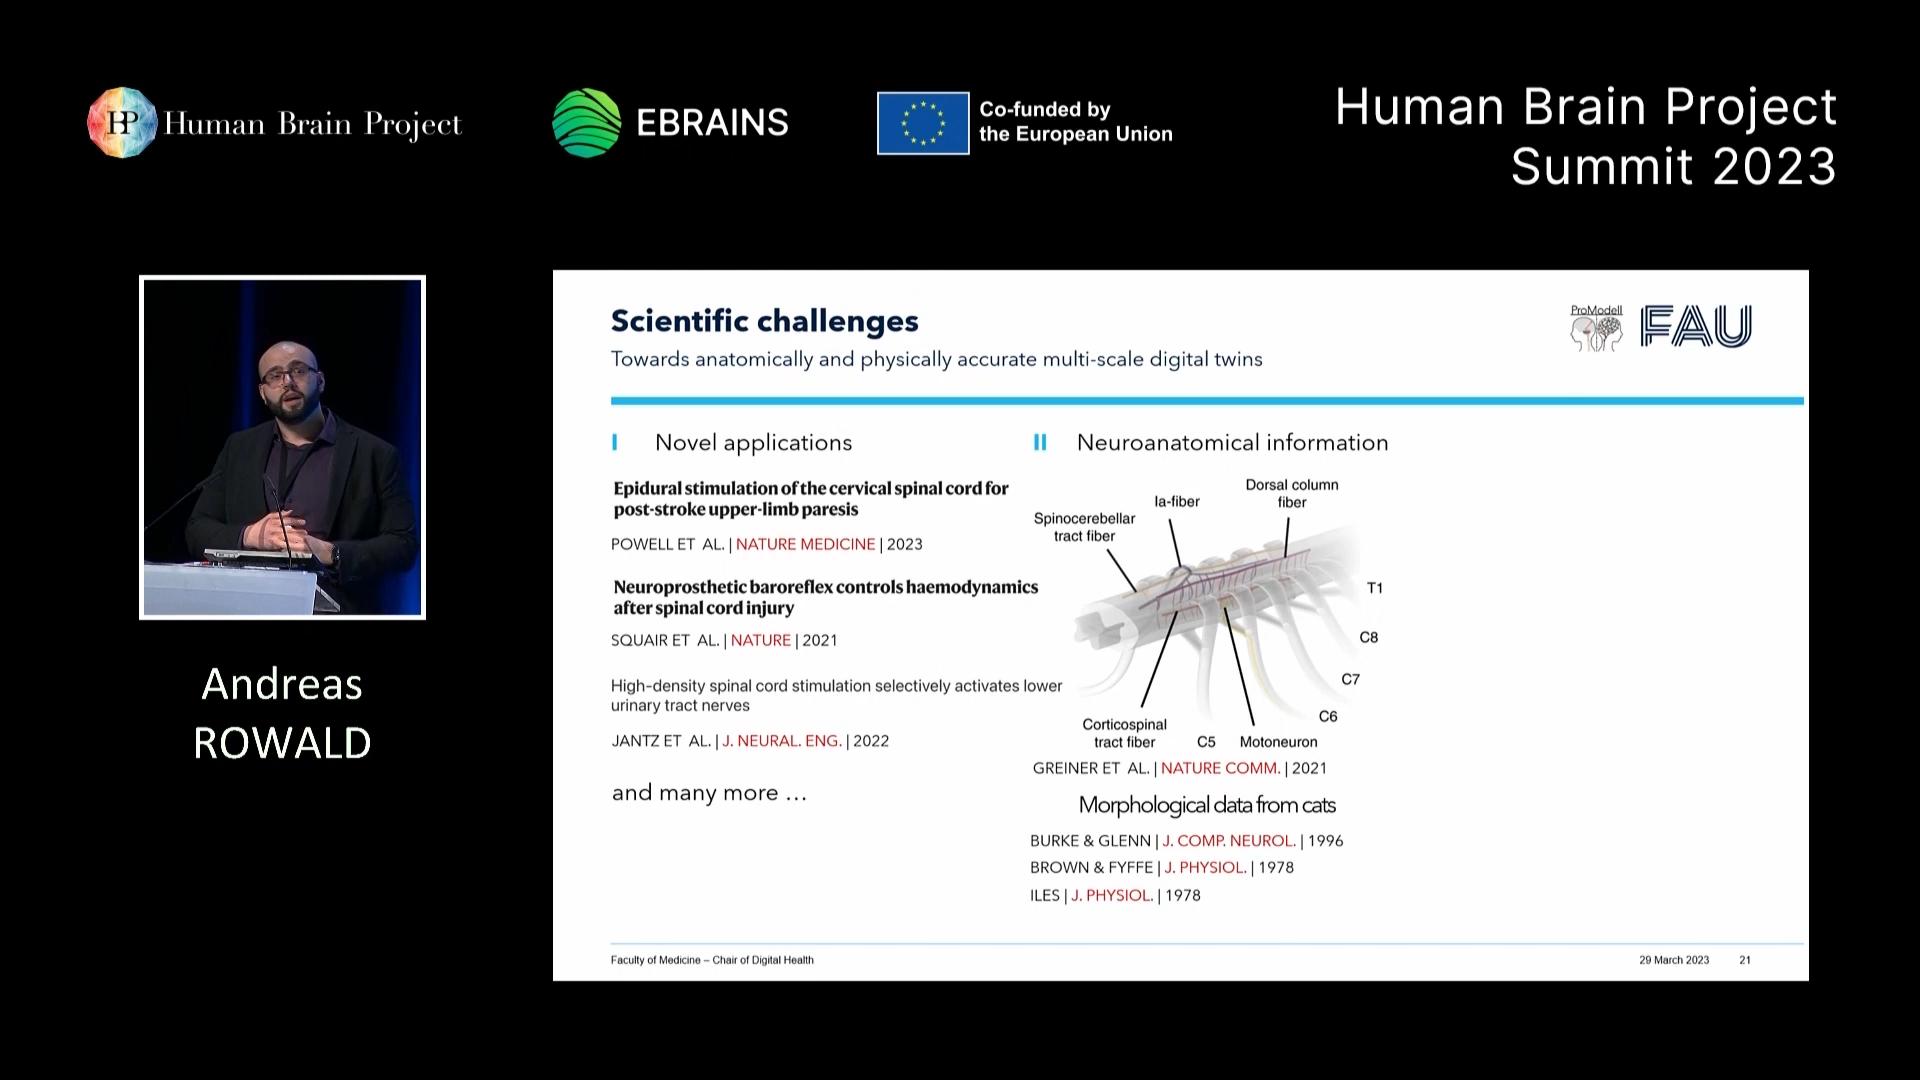 HP Human Brain Project
EBRAINS
Co-funded by
the European Union
Human Brain Project
Summit 2023
Andreas
ROWALD
Scientific challenges
Towards anatomically and physically accurate multi-scale digital twins
ProModell
FAU
I Novel applications
Epidural stimulation of the cervical spinal cord for
post-stroke upper-limb paresis
POWELL ET AL. | NATURE MEDICINE | 2023
Neuroprosthetic baroreflex controls haemodynamics
after spinal cord injury
SQUAIR ET AL. | NATURE | 2021
High-density spinal cord stimulation selectively activates lower
urinary tract nerves
JANTZ ET AL. | J. NEURAL. ENG. | 2022
and many more …
II Neuroanatomical information
Dorsal column
fiber
Ia-fiber
Spinocerebellar
tract fiber
T1
C8
C7
C6
Corticospinal
tract fiber
C5
Motoneuron
GREINER ET AL. | NATURE COMM. | 2021
Morphological data from cats
BURKE & GLENN | J. COMP. NEUROL. | 1996
BROWN & FYFFE | J. PHYSIOL. | 1978
ILES | J. PHYSIOL. | 1978
Faculty of Medicine – Chair of Digital Health
29 March 2023
21